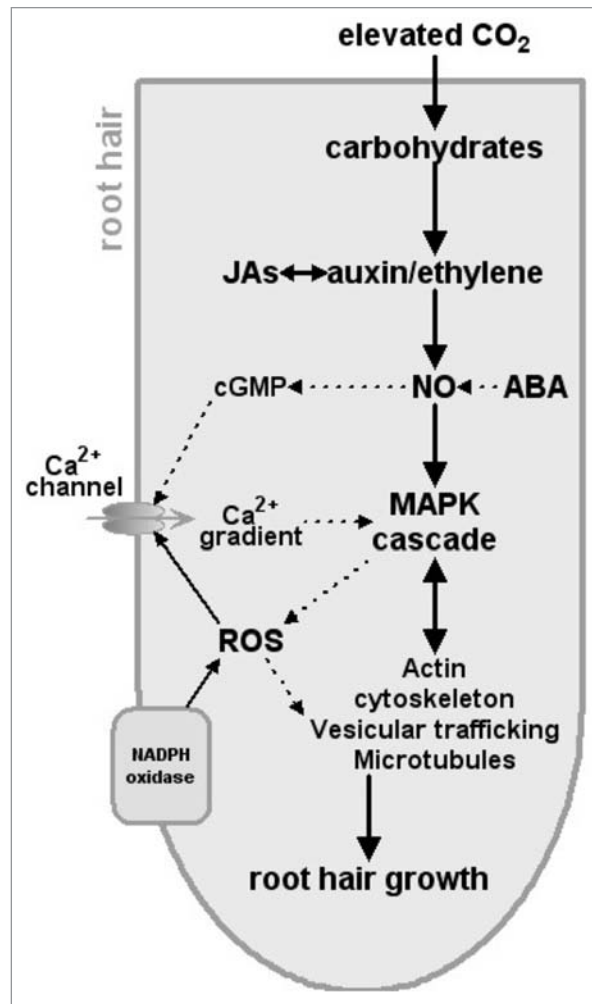 elevated CO₂
root hair
carbohydrates
JAs
auxin/ethylene
cGMP
NO
ABA
Ca²⁺
channel
Ca²⁺
gradient
MAPK
cascade
ROS
Actin
cytoskeleton
Vesicular trafficking
Microtubules
NADPH
oxidase
root hair growth